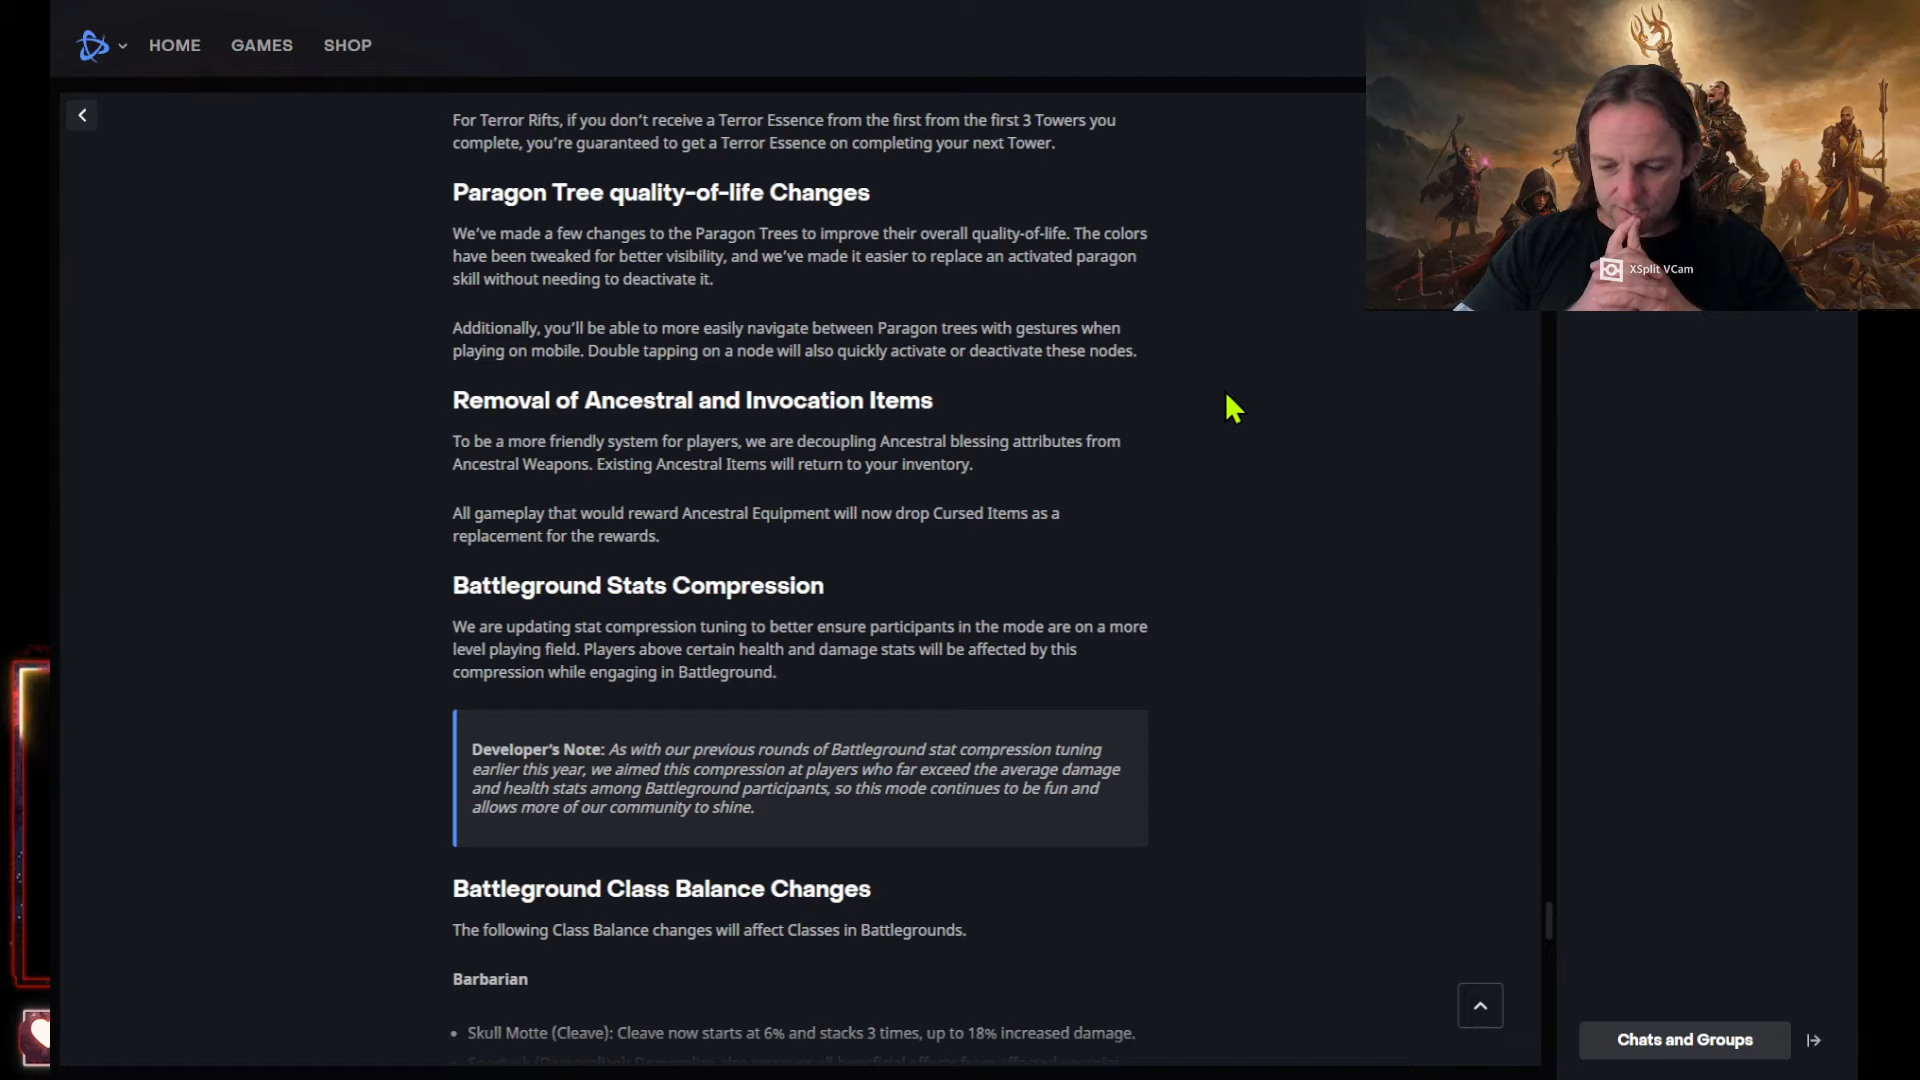 HOME GAMES SHOP
For Terror Rifts, if you don't receive a Terror Essence from the first from the first 3 Towers you
complete, you're guaranteed to get a Terror Essence on completing your next Tower.
Paragon Tree quality-of-life Changes
We've made a few changes to the Paragon Trees to improve their overall quality-of-life. The colors
have been tweaked for better visibility, and we've made it easier to replace an activated paragon
skill without needing to deactivate it.
Additionally, you'll be able to more easily navigate between Paragon trees with gestures when
playing on mobile. Double tapping on a node will also quickly activate or deactivate these nodes.
Removal of Ancestral and Invocation Items
To be a more friendly system for players, we are decoupling Ancestral blessing attributes from
Ancestral Weapons. Existing Ancestral Items will return to your inventory.
All gameplay that would reward Ancestral Equipment will now drop Cursed Items as a
replacement for the rewards.
Battleground Stats Compression
We are updating stat compression tuning to better ensure participants in the mode are on a more
level playing field. Players above certain health and damage stats will be affected by this
compression while engaging in Battleground.
Developer's Note: As with our previous rounds of Battleground stat compression tuning
earlier this year, we aimed this compression at players who far exceed the average damage
and health stats among Battleground participants, so this mode continues to be fun and
allows more of our community to shine.
Battleground Class Balance Changes
The following Class Balance changes will affect Classes in Battlegrounds.
Barbarian
• Skull Motte (Cleave): Cleave now starts at 6% and stacks 3 times, up to 18% increased damage.
XSplit VCam
Chats and Groups